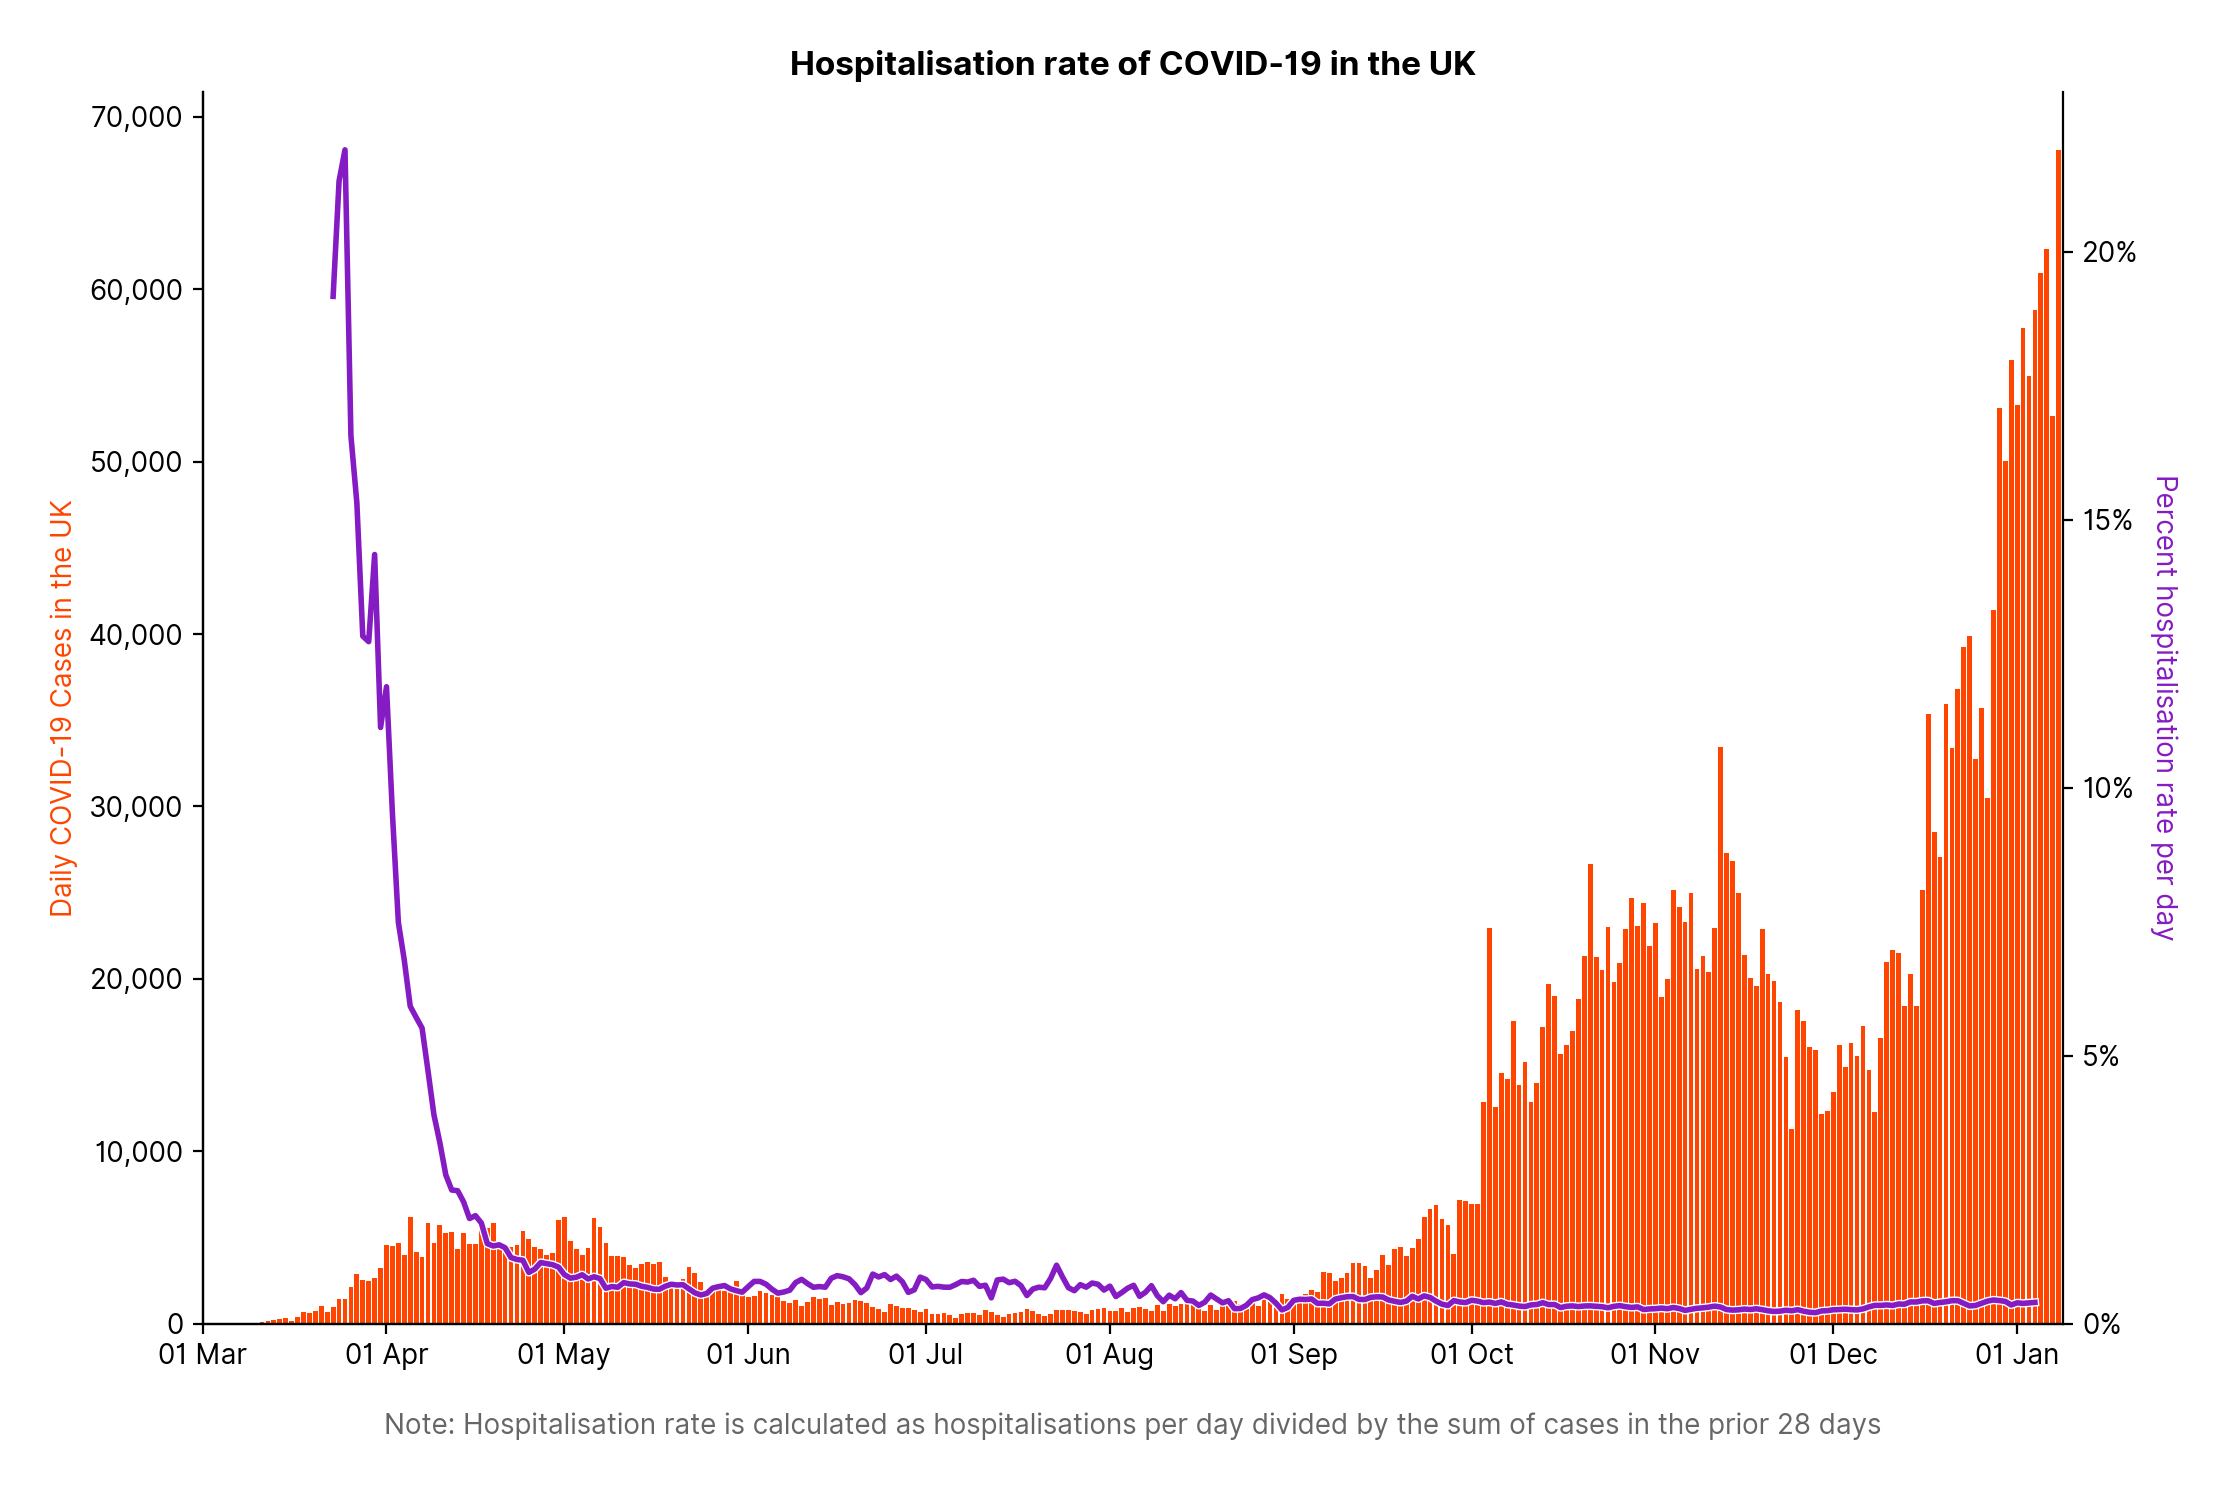 Hospitalisation rate of COVID-19 in the UK
70,000
60,000
50,000
40,000
30,000
20,000
10,000
0
Daily COVID-19 Cases in the UK
20%
15%
10%
5%
0%
Percent hospitalisation rate per day
01 Mar
01 Apr
01 May
01 Jun
01 Jul
01 Aug
01 Sep
01 Oct
01 Nov
01 Dec
01 Jan
Note: Hospitalisation rate is calculated as hospitalisations per day divided by the sum of cases in the prior 28 days